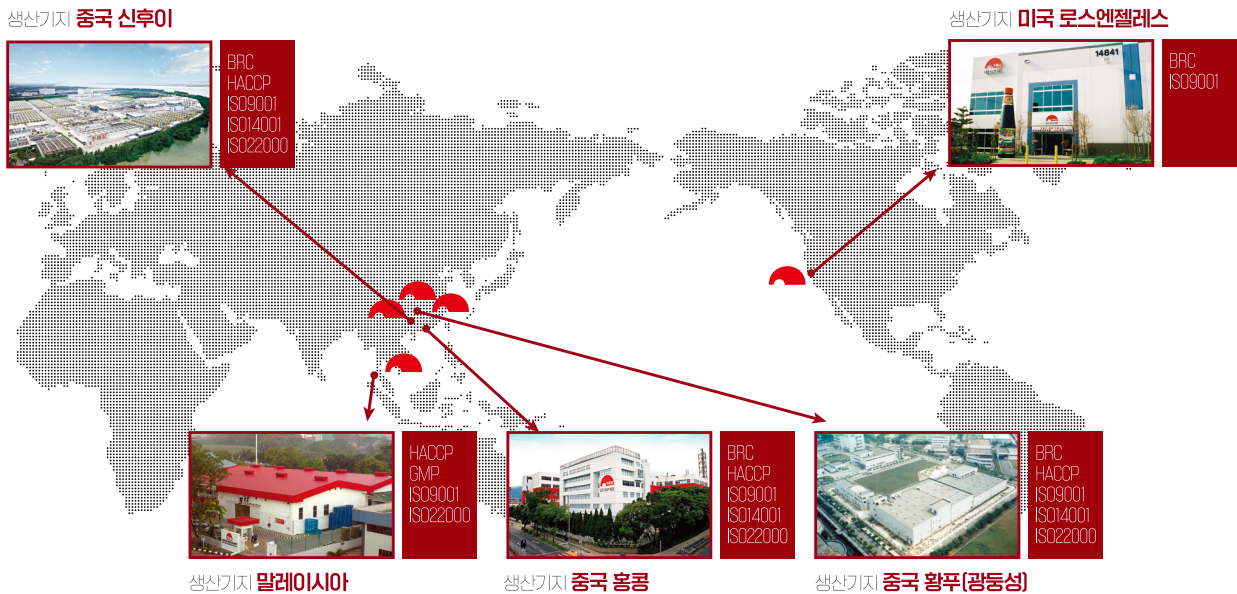 생산기지 중국 신후이
BRC
HACCP
ISO9001
ISO14001
ISO22000
생산기지 미국 로스엔젤레스
14841
BRC
ISO9001
HACCP
GMP
ISO9001
ISO22000
생산기지 말레이시아
BRC
HACCP
ISO9001
ISO14001
ISO22000
생산기지 중국 홍콩
BRC
HACCP
ISO9001
ISO14001
ISO22000
생산기지 중국 황푸(광둥성)